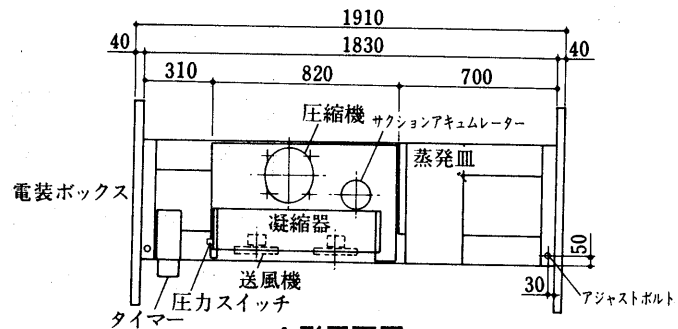 1910
40
1830
40
310
820
700
圧縮機
サクションアキュムレーター
蒸発皿
電装ボックス
凝縮器
50
30
送風機
圧力スイッチ
アジャストボルト
タイマー